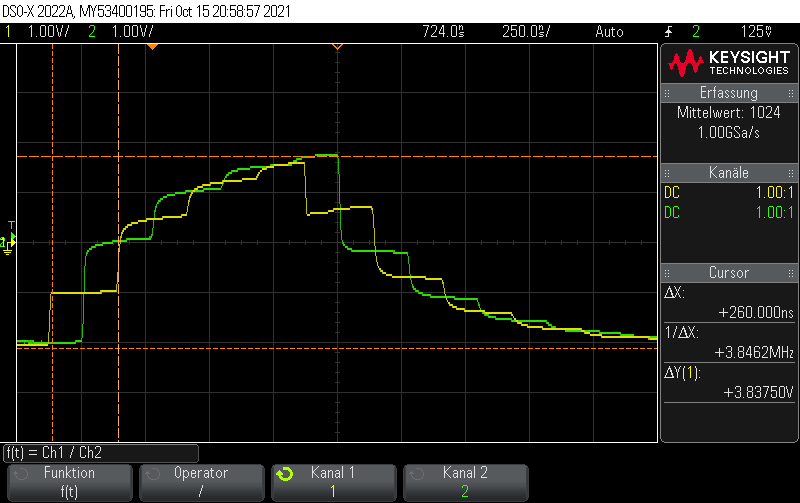 DSO-X 2022A, MY53400195: Fri Oct 15 20:58:57 2021
1 1.00V/ 2 1.00V/ 724.0s 250.0s/ Auto 2 125V
KEYSIGHT
TECHNOLOGIES
Erfassung
Mittelwert: 1024
1.00GSa/s
Kanäle
DC 1.00:1
DC 1.00:1
Cursor
ΔX:
+260.000ns
1/ΔX:
+3.8462MHz
ΔY(1):
+3.83750V
T
2
f(t) = Ch1 / Ch2
Funktion
f(t)
Operator
/
Kanal 1
1
Kanal 2
2